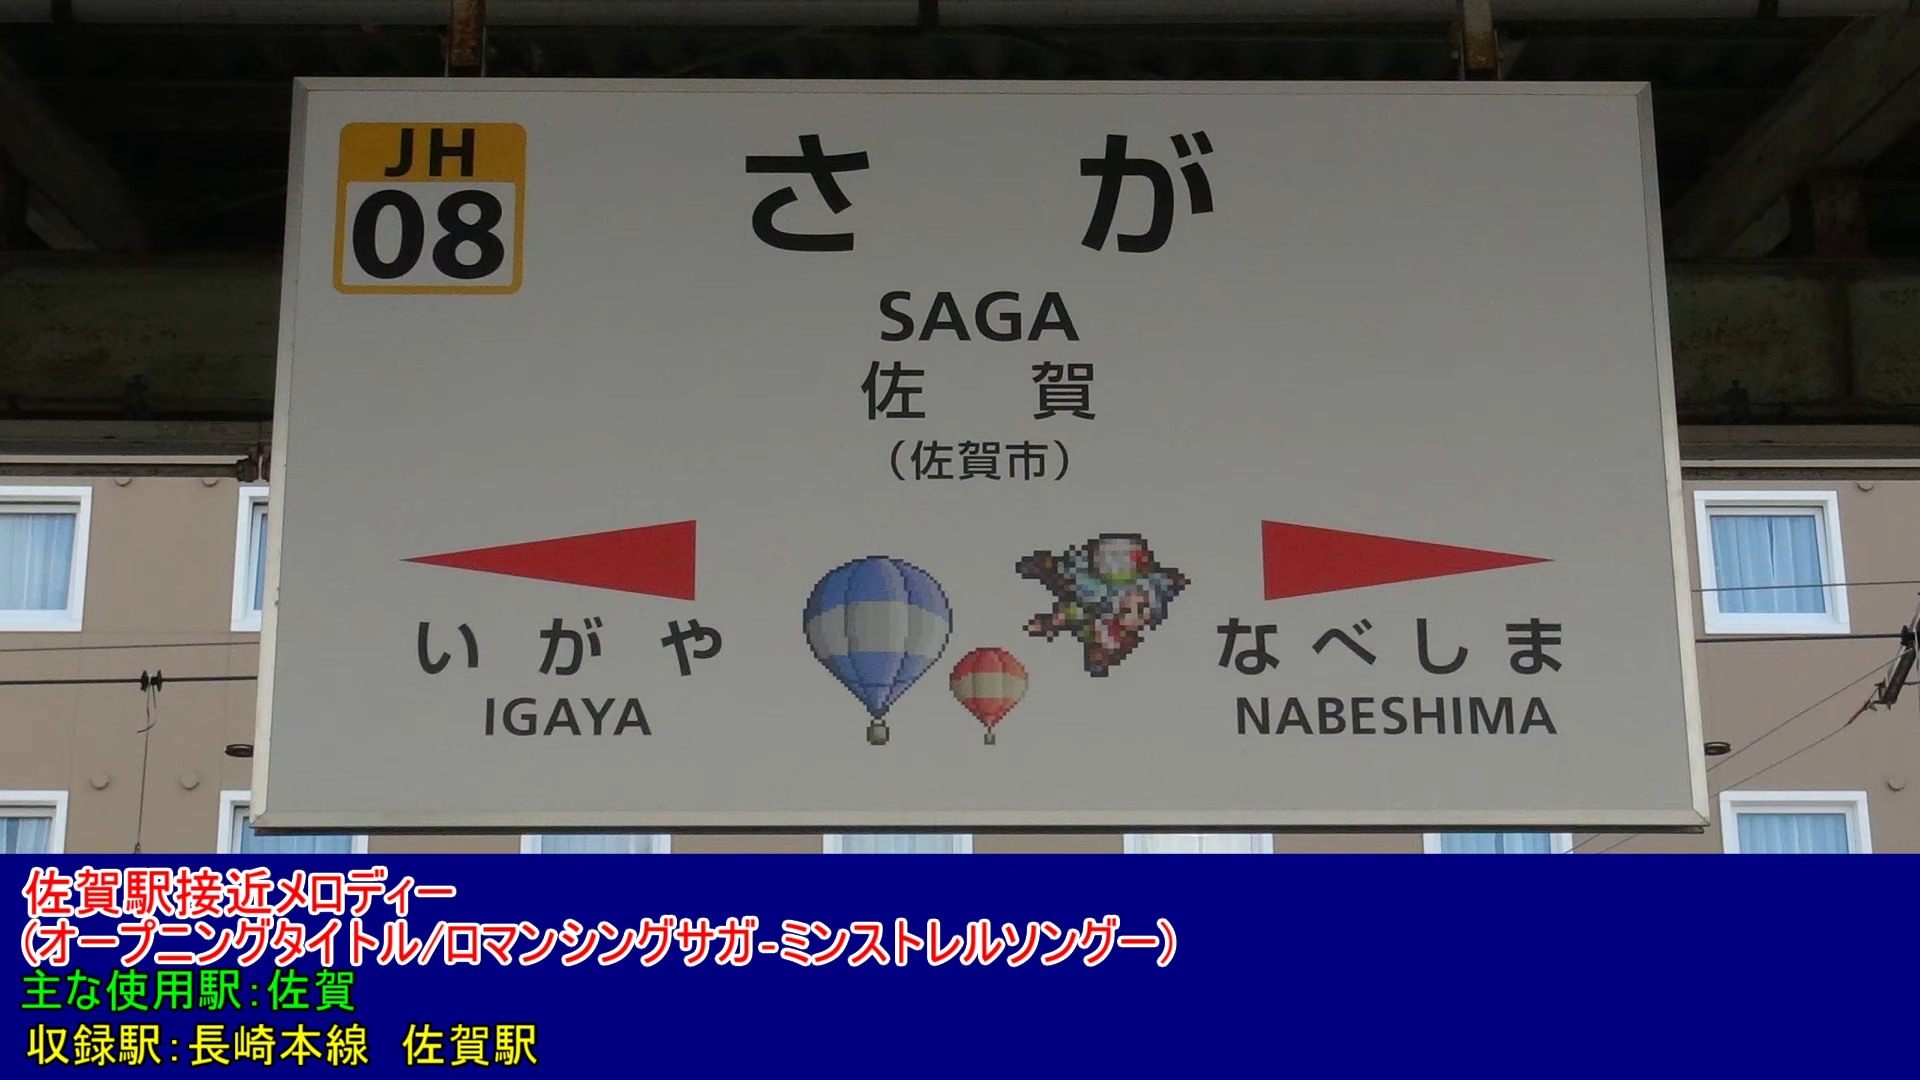 JH
08
さが
SAGA
佐賀
（佐賀市）
いがや
IGAYA
なべしま
NABESHIMA
佐賀駅接近メロディー
(オープニングタイトル/ロマンシングサガ-ミンストレルソングー)
主な使用駅：佐賀
収録駅：長崎本線　佐賀駅